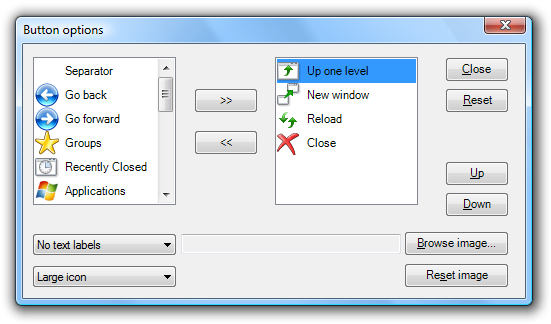 Button options
Separator
Go back
Go forward
Groups
Recently Closed
Applications
>>
<<
Up one level
New window
Reload
Close
Close
Reset
Up
Down
No text labels
Browse image...
Large icon
Reset image